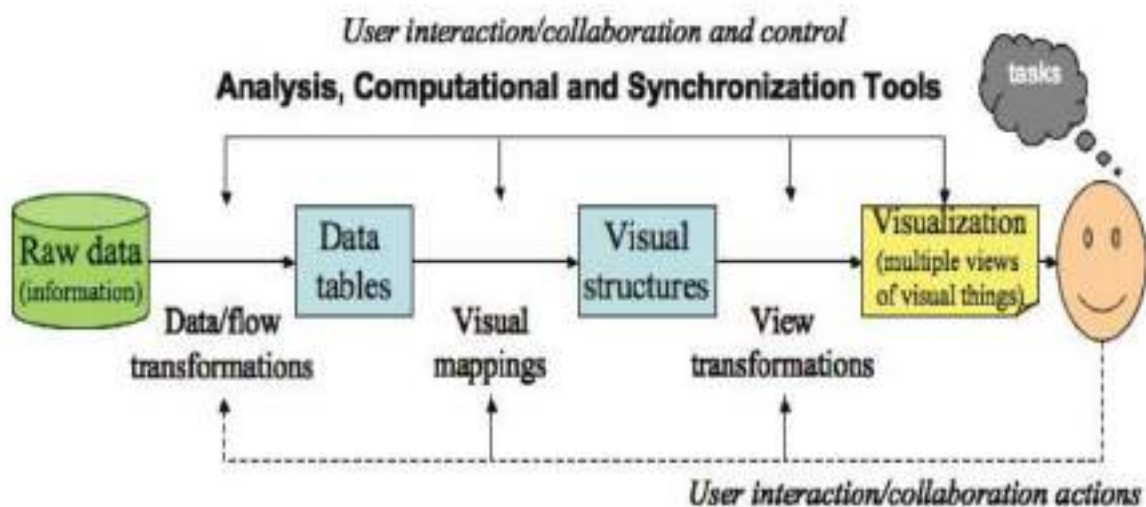 User interaction/collaboration and control
Analysis, Computational and Synchronization Tools
tasks
Raw data
(information)
Data
tables
Visual
structures
Visualization
(multiple views
of visual things)
Data/flow
transformations
Visual
mappings
View
transformations
User interaction/collaboration actions